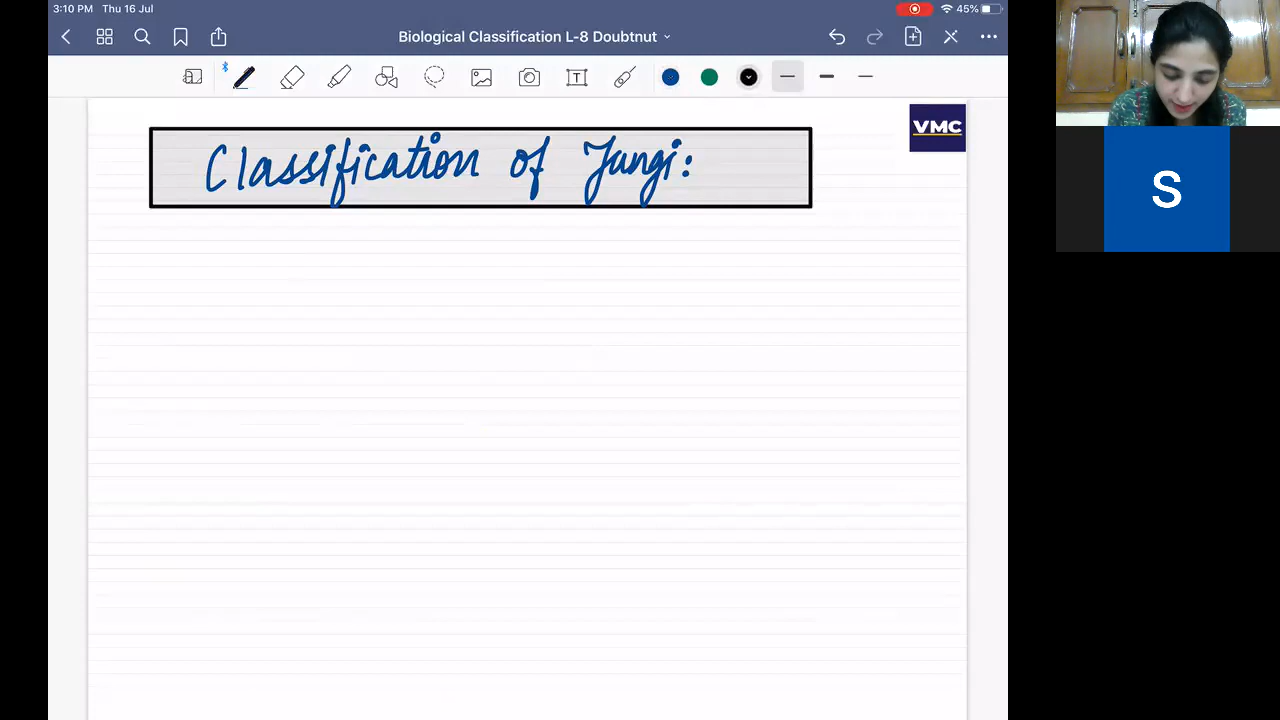 3:10 PM Thu 16 Jul
45%
Biological Classification L-8 Doubtnut
T
VMC
Classification of Fungi:
S